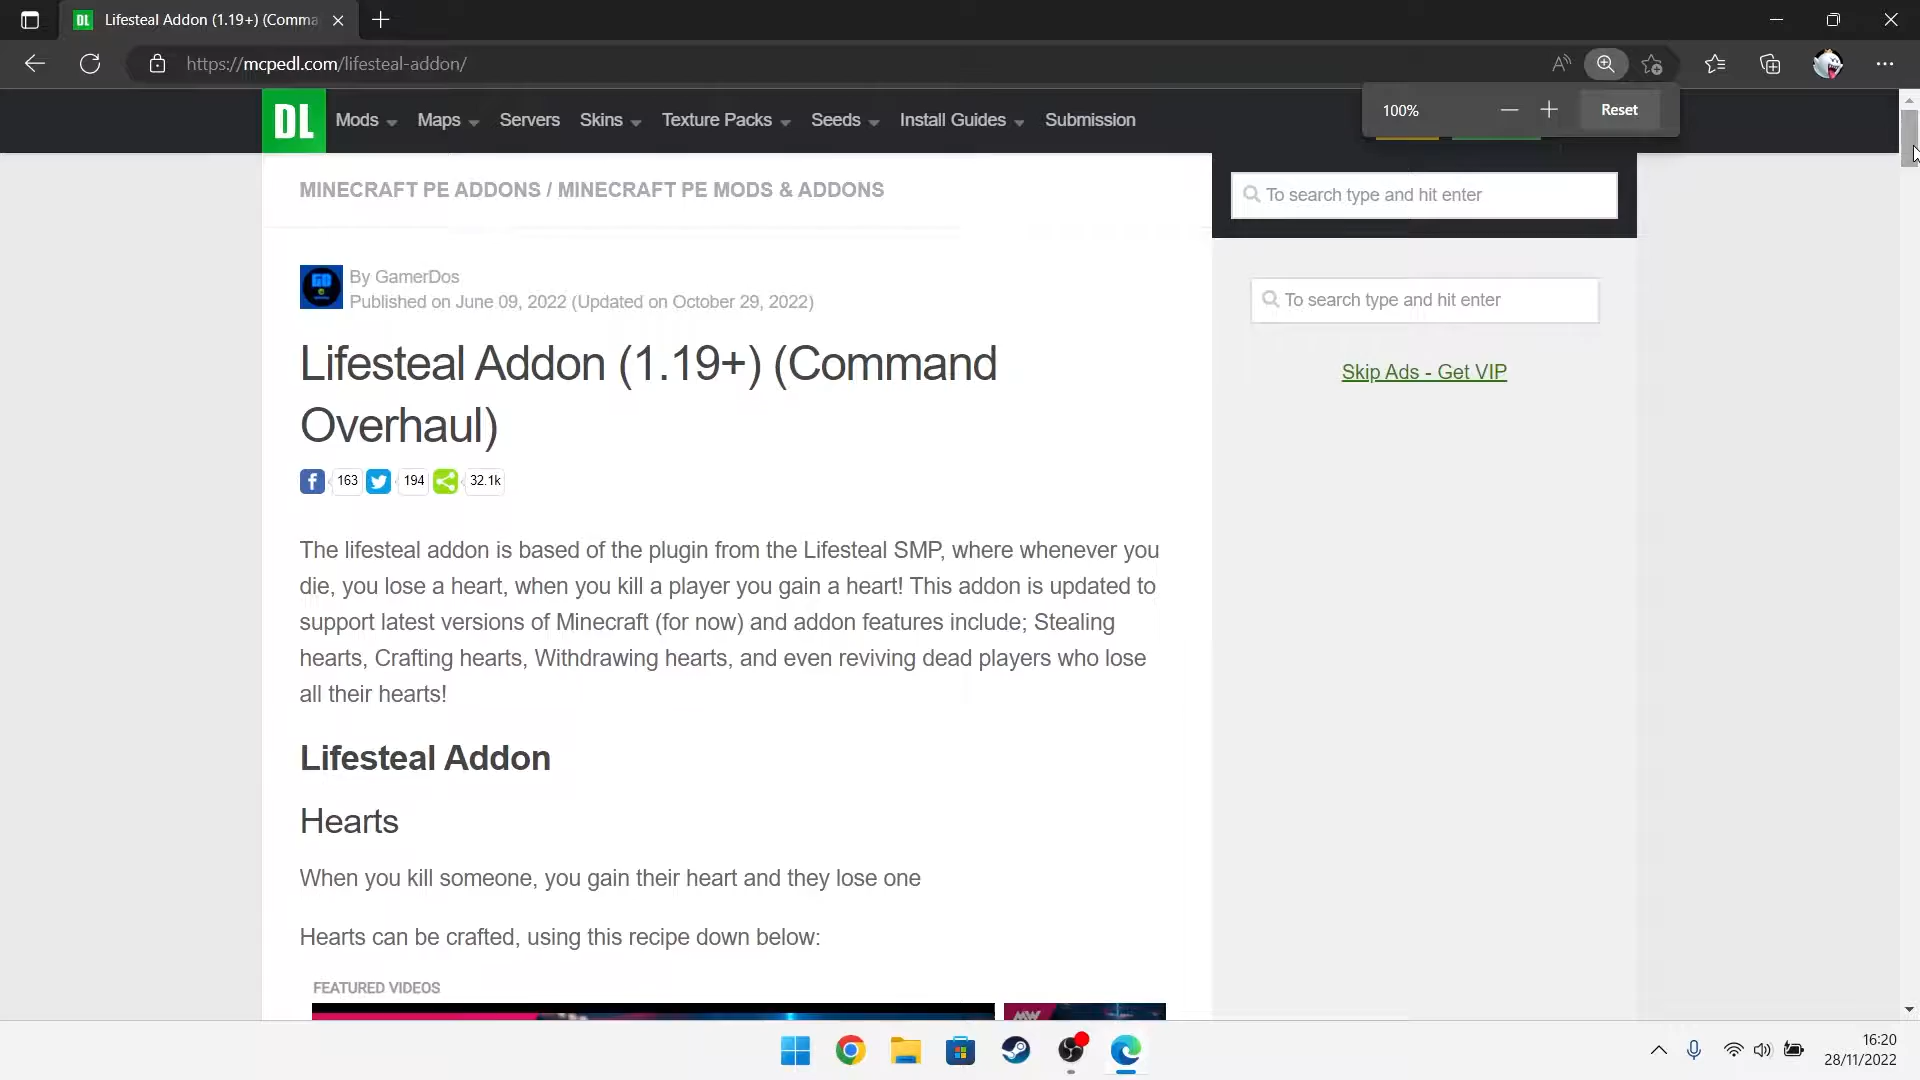 DL Lifesteal Addon (1.19+) (Comma
https://mcpedl.com/lifesteal-addon/
100% Reset
DL Mods Maps Servers Skins Texture Packs Seeds Install Guides Submission
MINECRAFT PE ADDONS / MINECRAFT PE MODS & ADDONS
To search type and hit enter
By GamerDos
Published on June 09, 2022 (Updated on October 29, 2022)
To search type and hit enter
Skip Ads - Get VIP
Lifesteal Addon (1.19+) (Command
Overhaul)
163 194 32.1k
The lifesteal addon is based of the plugin from the Lifesteal SMP, where whenever you
die, you lose a heart, when you kill a player you gain a heart! This addon is updated to
support latest versions of Minecraft (for now) and addon features include; Stealing
hearts, Crafting hearts, Withdrawing hearts, and even reviving dead players who lose
all their hearts!
Lifesteal Addon
Hearts
When you kill someone, you gain their heart and they lose one
Hearts can be crafted, using this recipe down below:
FEATURED VIDEOS
MW
16:20
28/11/2022